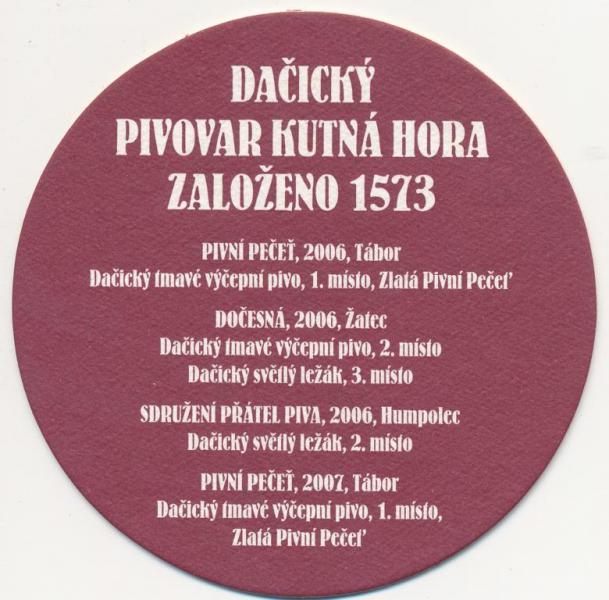 DAČICKÝ
PIVOVAR KUTNÁ HORA
ZALOŽENO 1573
PIVNÍ PEČEŤ, 2006, Tábor
Dačický tmavé výčepní pivo, 1. místo, Zlatá Pivní Pečeť
DOČESNÁ, 2006, Žatec
Dačický tmavé výčepní pivo, 2. místo
Dačický světlý ležák, 3. místo
SDRUŽENÍ PŘÁTEL PIVA, 2006, Humpolec
Dačický světlý ležák, 2. místo
PIVNÍ PEČEŤ, 2007, Tábor
Dačický tmavé výčepní pivo, 1. místo,
Zlatá Pivní Pečeť